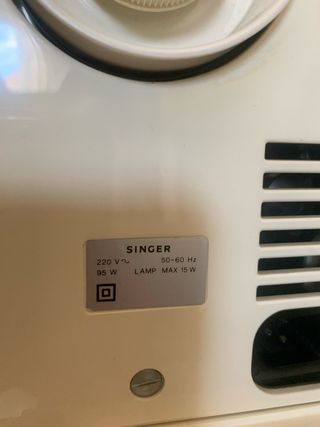 SINGER
220 V~ 50-60 Hz
95 W LAMP MAX 15 W